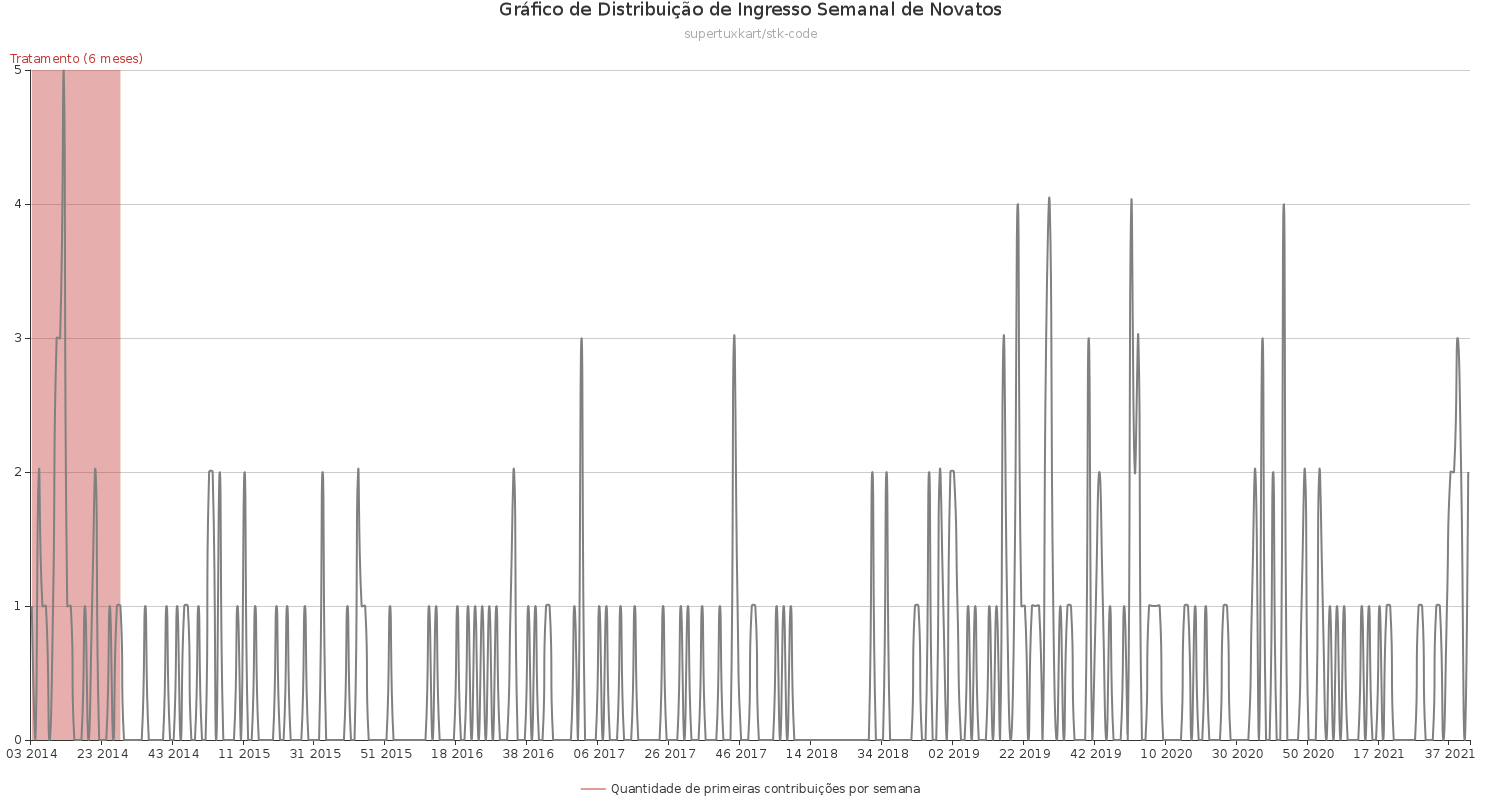 Gráfico de Distribuição de Ingresso Semanal de Novatos
supertuxkart/stk-code
Tratamento (6 meses)
5
4
3
2
1
0
03 2014 23 2014 43 2014 11 2015 31 2015 51 2015 18 2016 38 2016 06 2017 26 2017 46 2017 14 2018 34 2018 02 2019 22 2019 42 2019 10 2020 30 2020 50 2020 17 2021 37 2021
Quantidade de primeiras contribuições por semana